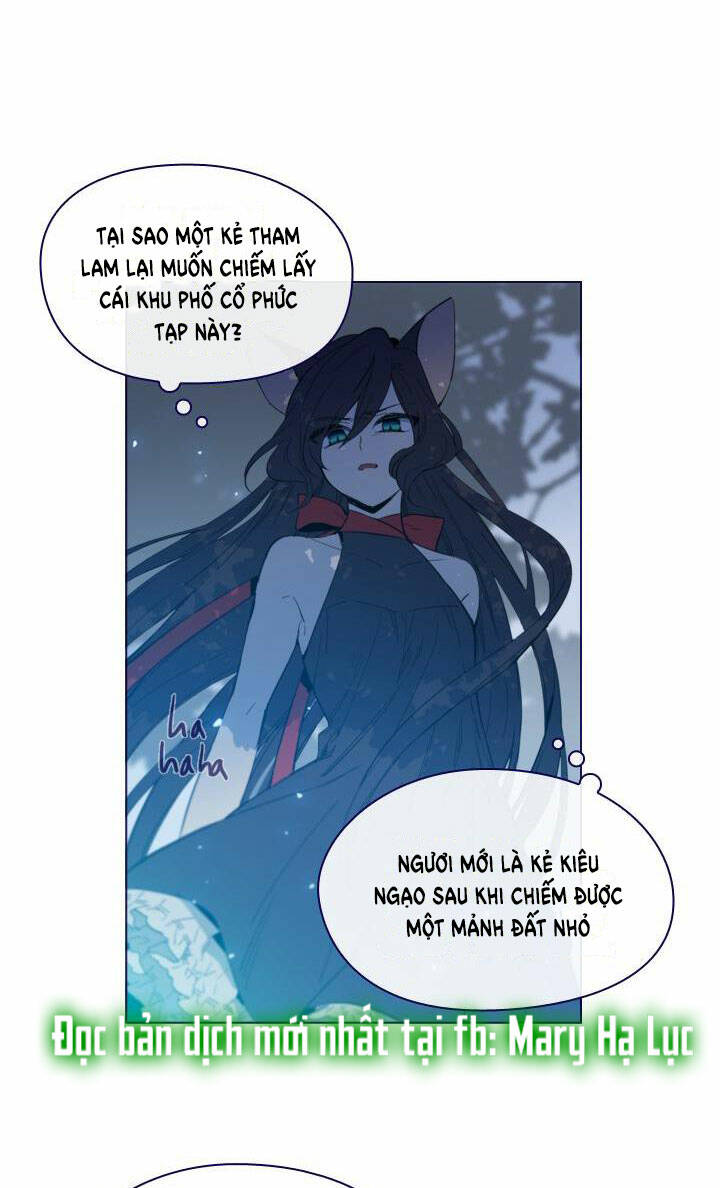 TẠI SAO MỘT KẺ THAM
LAM LẠI MUỐN CHIẾM LẤY
CÁI KHU PHỐ CỔ PHỨC
TẠP NÀY?
ha
haha
NGƯƠI MỚI LÀ KẺ KIÊU
NGẠO SAU KHI CHIẾM ĐƯỢC
MỘT MẢNH ĐẤT NHỎ
Đọc bản dịch mới nhất tại fb: Mary Hạ Lục